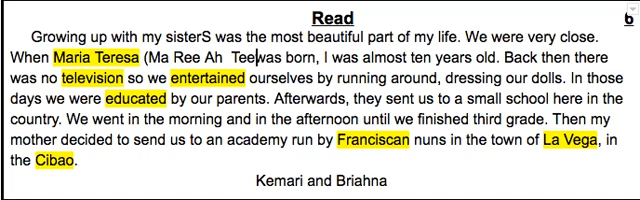 Read
6
Growing up with my sisterS was the most beautiful part of my life. We were very close.
When Maria Teresa (Ma Ree Ah Teewas born, I was almost ten years old. Back then there
was no television so we entertained ourselves by running around, dressing our dolls. In those
days we were educated by our parents. Afterwards, they sent us to a small school here in the
country. We went in the morning and in the afternoon until we finished third grade. Then my
mother decided to send us to an academy run by Franciscan nuns in the town of La Vega, in
the Cibao.
Kemari and Briahna